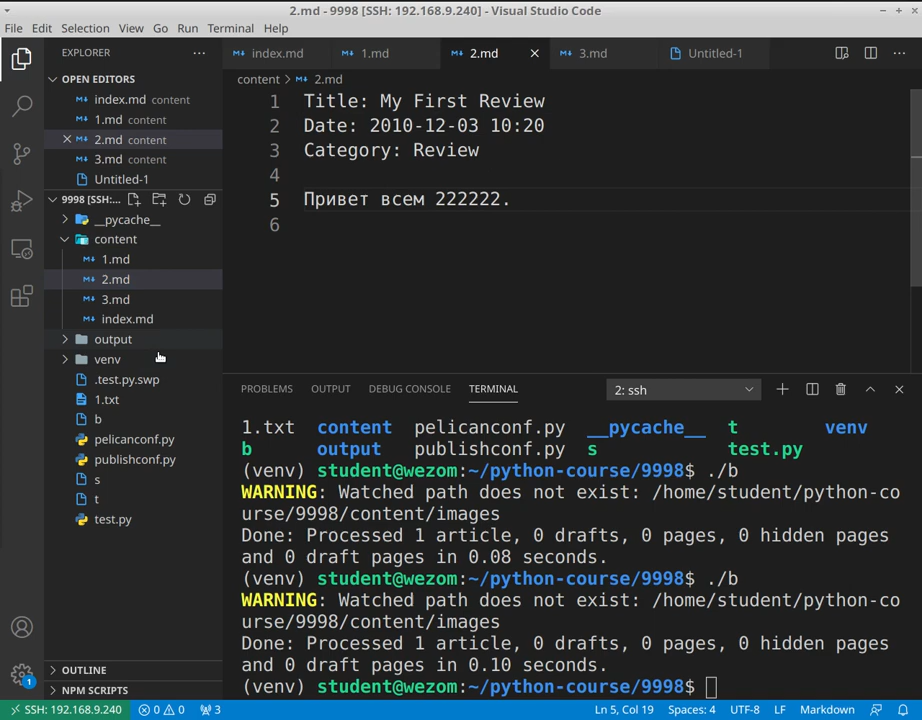 2.md - 9998 [SSH: 192.168.9.240] - Visual Studio Code
File Edit Selection View Go Run Terminal Help
EXPLORER
OPEN EDITORS
index.md content
1.md content
2.md content
3.md content
Untitled-1
9998 [SSH:...
__pycache__
content
1.md
2.md
3.md
index.md
output
venv
.test.py.swp
1.txt
b
pelicanconf.py
publishconf.py
s
t
test.py
OUTLINE
NPM SCRIPTS
1
index.md 1.md 2.md 3.md Untitled-1
content > 2.md
1 Title: My First Review
2 Date: 2010-12-03 10:20
3 Category: Review
4
5 Привет всем 222222.
6
PROBLEMS OUTPUT DEBUG CONSOLE TERMINAL 2: ssh
1.txt content pelicanconf.py __pycache__ t venv
b output publishconf.py s test.py
(venv) student@wezom:~/python-course/9998$ ./b
WARNING: Watched path does not exist: /home/student/python-co
urse/9998/content/images
Done: Processed 1 article, 0 drafts, 0 pages, 0 hidden pages
and 0 draft pages in 0.08 seconds.
(venv) student@wezom:~/python-course/9998$ ./b
WARNING: Watched path does not exist: /home/student/python-co
urse/9998/content/images
Done: Processed 1 article, 0 drafts, 0 pages, 0 hidden pages
and 0 draft pages in 0.10 seconds.
(venv) student@wezom:~/python-course/9998$
SSH: 192.168.9.240 0 0 3 Ln 5, Col 19 Spaces: 4 UTF-8 LF Markdown